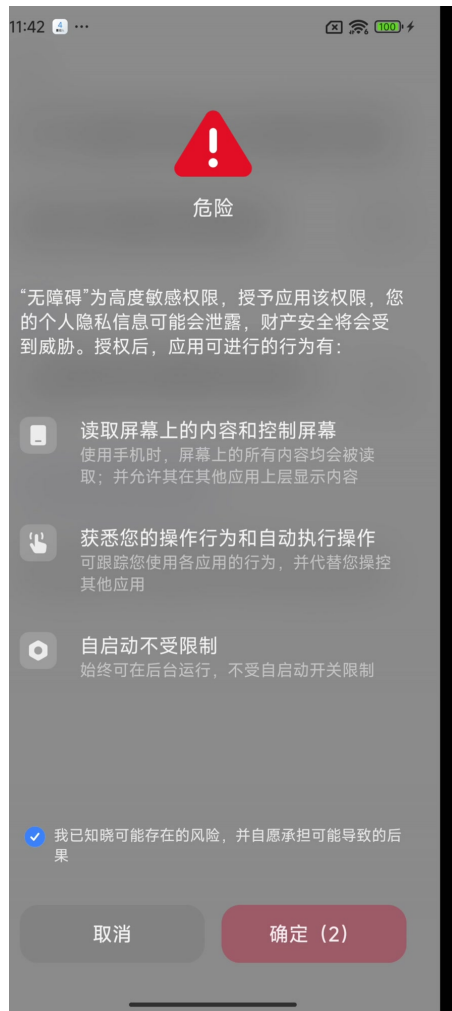 11:42 4 ...
100
危险
“无障碍”为高度敏感权限，授予应用该权限，您
的个人隐私信息可能会泄露，财产安全将会受
到威胁。授权后，应用可进行的行为有：
读取屏幕上的内容和控制屏幕
使用手机时，屏幕上的所有内容均会被读
取；并允许其在其他应用上层显示内容
获悉您的操作行为和自动执行操作
可跟踪您使用各应用的行为，并代替您操控
其他应用
自启动不受限制
始终可在后台运行，不受自启动开关限制
我已知晓可能存在的风险，并自愿承担可能导致的后
果
取消
确定（2）